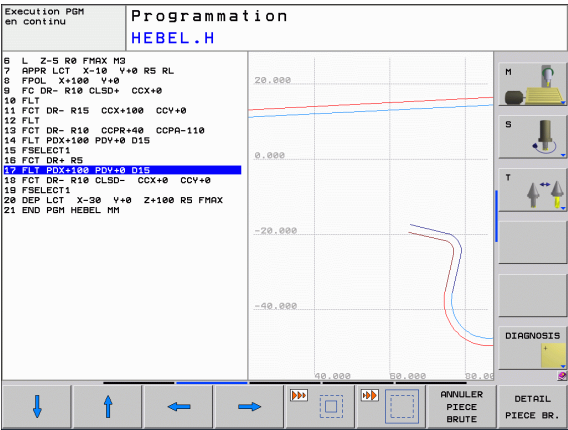 Execution PGM
en continu
Programmation
HEBEL.H
6 L Z-5 R0 FMAX M3
7 APPR LCT X-10 Y+0 R5 RL
8 FPOL X+100 Y+0
9 FC DR- R10 CLSD+ CCX+0
10 FLT
11 FCT DR- R15 CCX+100 CCY+0
12 FLT
13 FCT DR- R10 CCPR+40 CCPA-110
14 FLT PDX+100 PDY+0 D15
15 FSELECT1
16 FCT DR+ R5
17 FLT PDX+100 PDY+0 D15
18 FCT DR- R10 CLSD- CCX+0 CCY+0
19 FSELECT1
20 DEP LCT X-30 Y+0 Z+100 R5 FMAX
21 END PGM HEBEL MM
20.000
0.000
-20.000
-40.000
40.000 60.000 80.00
M
S
T
DIAGNOSIS
ANNULER
PIECE
BRUTE
DETAIL
PIECE BR.